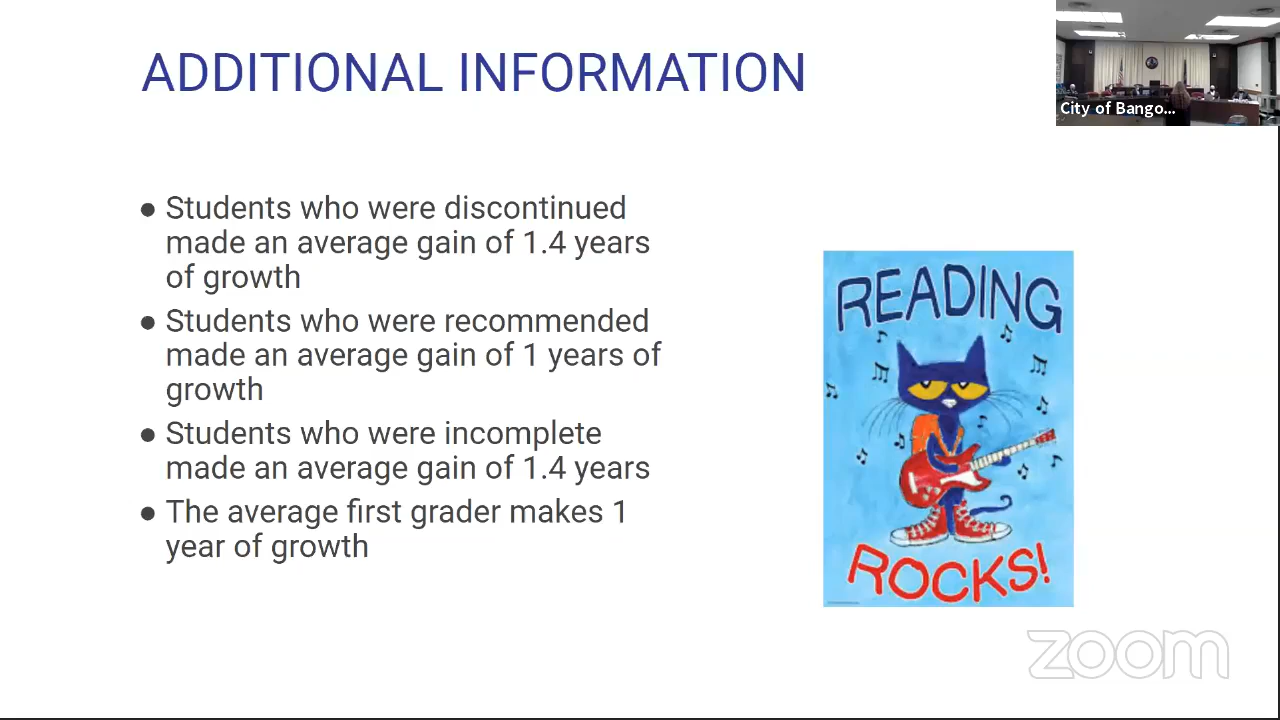 ADDITIONAL INFORMATION
City of Bango...
● Students who were discontinued
made an average gain of 1.4 years
of growth
● Students who were recommended
made an average gain of 1 years of
growth
● Students who were incomplete
made an average gain of 1.4 years
● The average first grader makes 1
year of growth
READING
ROCKS!
zoom